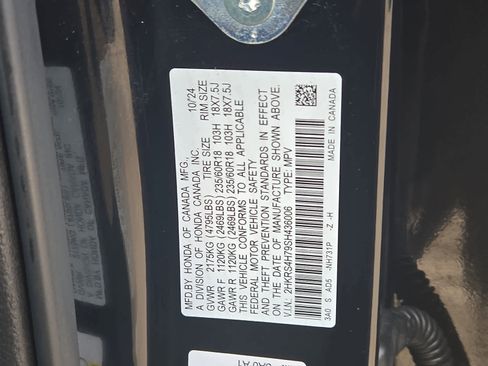 MFD.BY HONDA OF CANADA MFG., 10/24
A DIVISION OF HONDA CANADA INC.
GVWR 2175KG (4795LBS) TIRE SIZE RIM SIZE
GAWR F 1120KG (2469LBS) 235/60R18 103H 18X7.5J
GAWR R 1120KG (2469LBS) 235/60R18 103H 18X7.5J
THIS VEHICLE CONFORMS TO ALL APPLICABLE
FEDERAL MOTOR VEHICLE SAFETY
AND THEFT PREVENTION STANDARDS IN EFFECT
ON THE DATE OF MANUFACTURE SHOWN ABOVE.
V.I.N.: 2HKRS4H79SH436006 TYPE: MPV
3A0 S AD5 -NH731P -Z -H
MADE IN CANADA